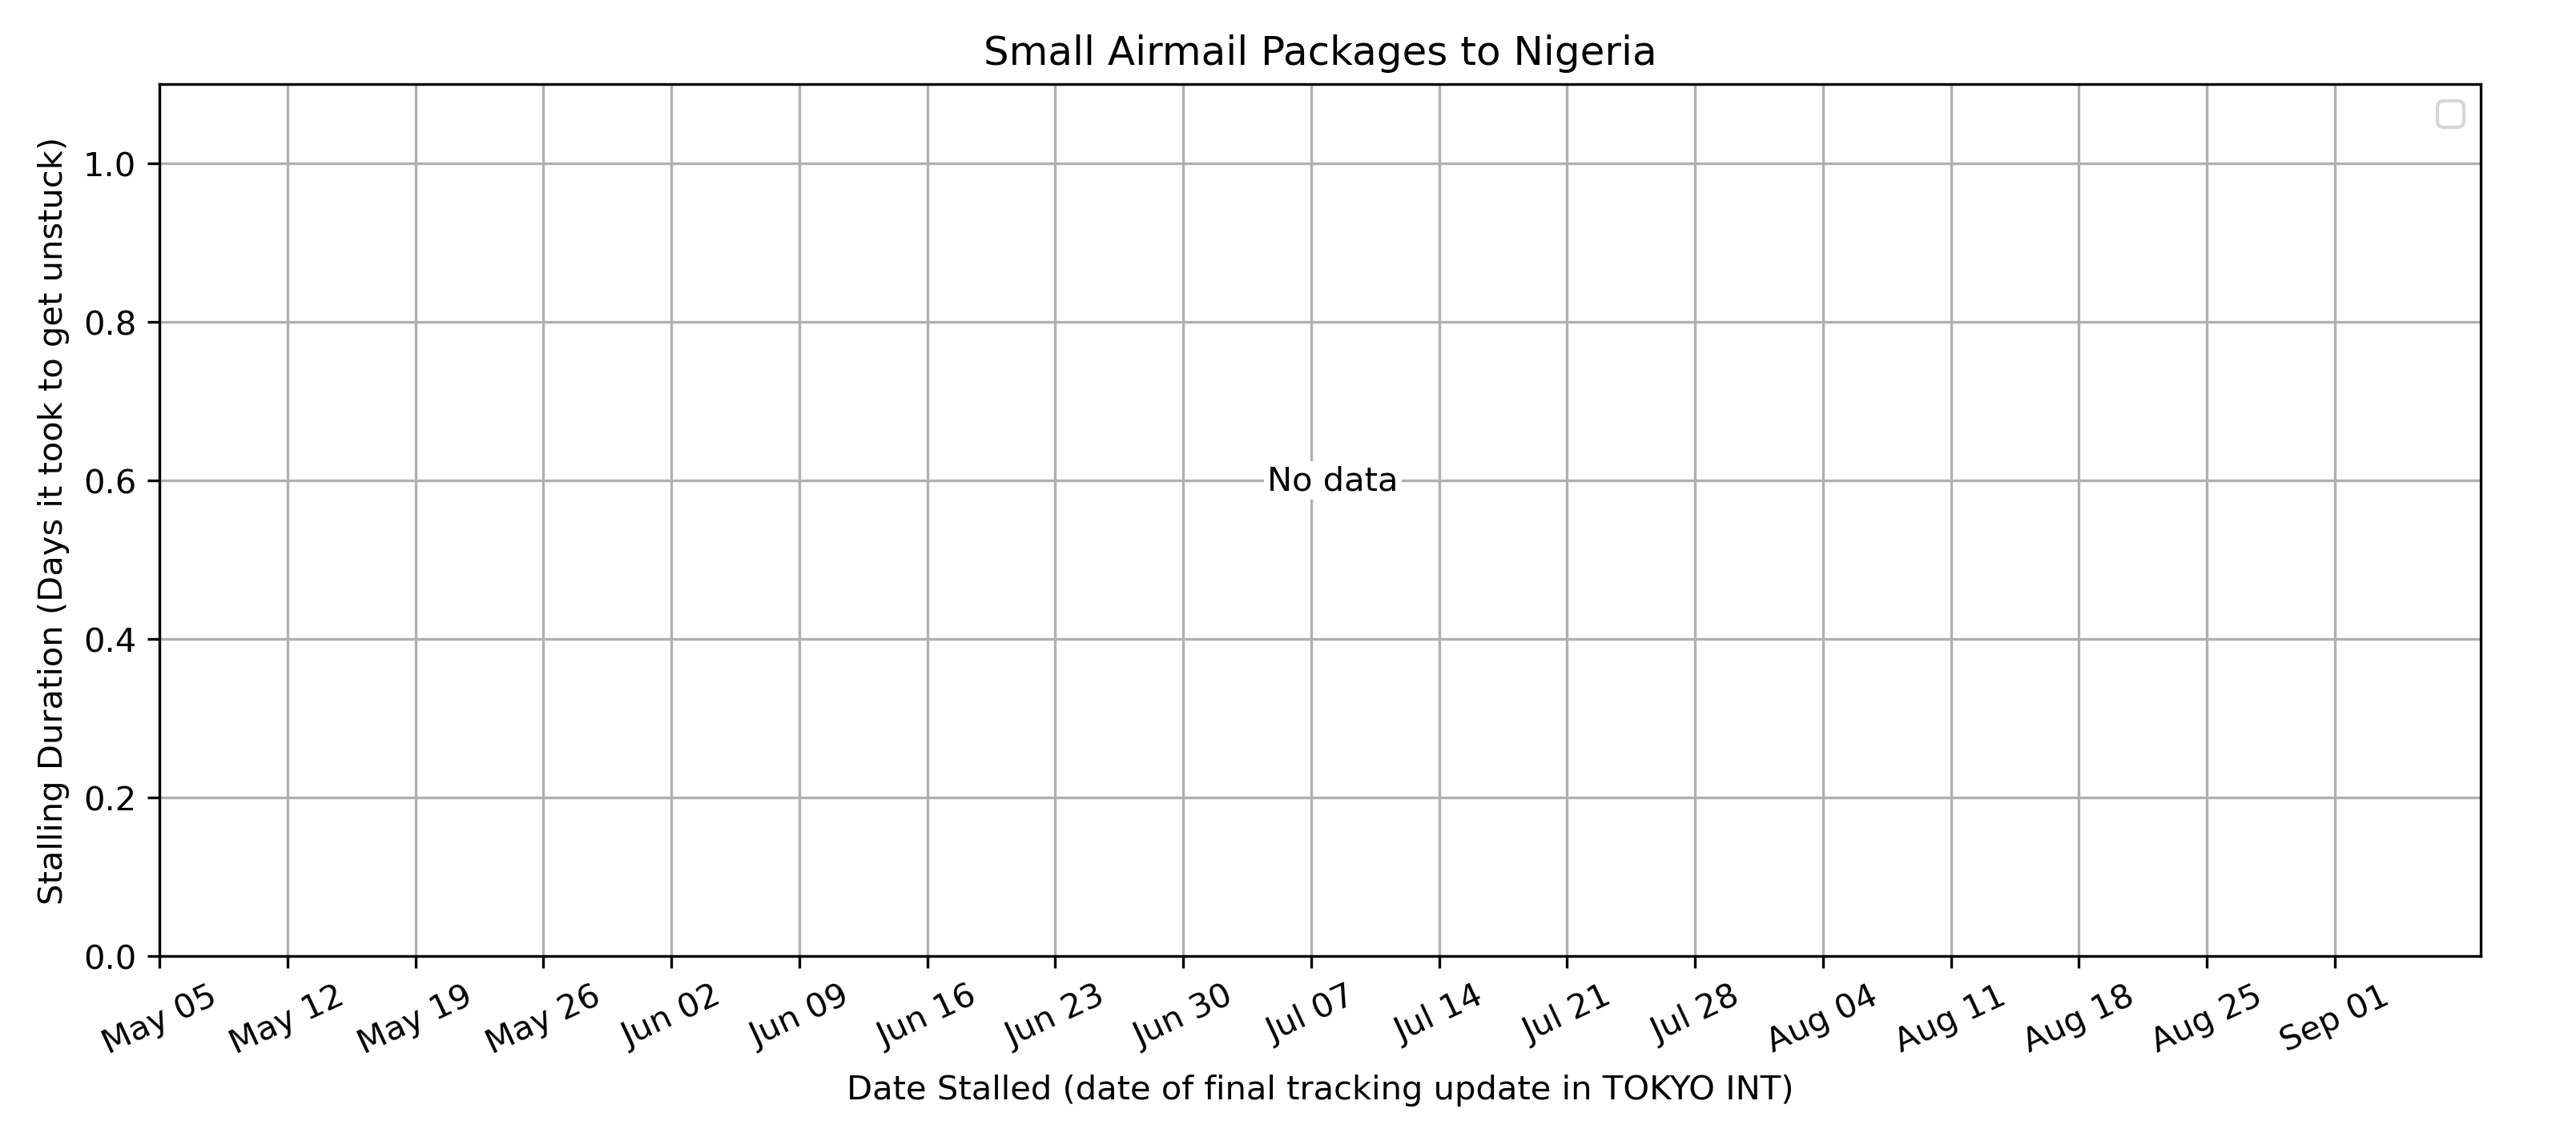 Small Airmail Packages to Nigeria
Stalling Duration (Days it took to get unstuck)
1.0
0.8
0.6
0.4
0.2
0.0
No data
May 05 May 12 May 19 May 26 Jun 02 Jun 09 Jun 16 Jun 23 Jun 30 Jul 07 Jul 14 Jul 21 Jul 28 Aug 04 Aug 11 Aug 18 Aug 25 Sep 01
Date Stalled (date of final tracking update in TOKYO INT)